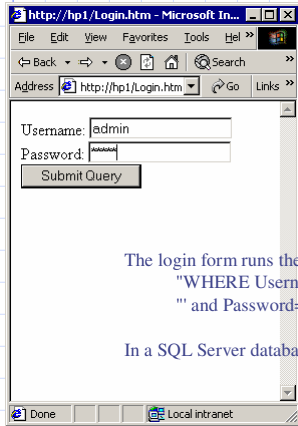 http://hp1/Login.htm - Microsoft In...
File Edit View Favorites Tools Hel »
Back Search »
Address http://hp1/Login.htm Go Links »
Username: admin
Password: *****
Submit Query
The login form runs the
"WHERE Usern
"' and Password=
In a SQL Server databa
Done Local intranet